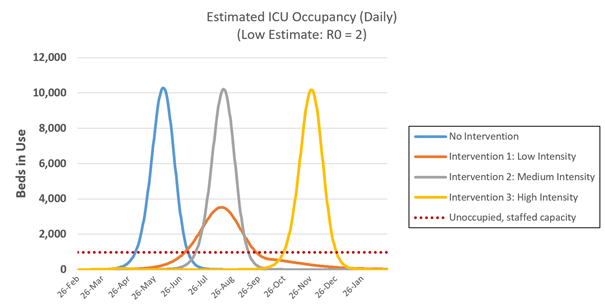 Estimated ICU Occupancy (Daily)
(Low Estimate: R0 = 2)
12,000
10,000
8,000
6,000
4,000
2,000
0
Beds in Use
26-Feb
26-Mar
26-Apr
26-May
26-Jun
26-Jul
26-Aug
26-Sep
26-Oct
26-Nov
26-Dec
26-Jan
No Intervention
Intervention 1: Low Intensity
Intervention 2: Medium Intensity
Intervention 3: High Intensity
Unoccupied, staffed capacity